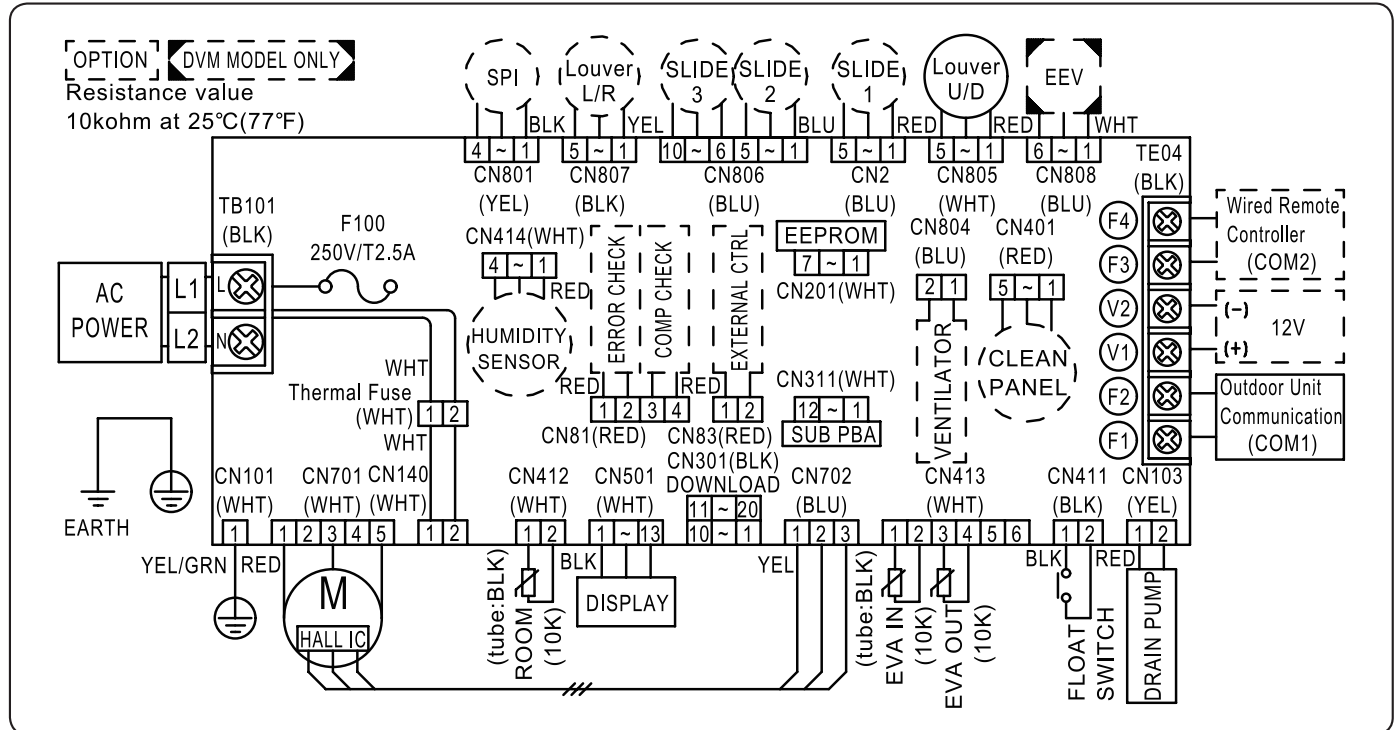 OPTION DVM MODEL ONLY
Resistance value
10kohm at 25℃(77℉)
SPI
Louver
L/R
SLIDE
3
SLIDE
2
SLIDE
1
Louver
U/D
EEV
BLK YEL BLU RED RED WHT
4 ~ 1 5 ~ 1 10 ~ 6 5 ~ 1 5 ~ 1 5 ~ 1 6 ~ 1
CN801
(YEL)
CN807
(BLK)
CN806
(BLU)
CN2
(BLU)
CN805
(WHT)
CN808
(BLU)
TE04
(BLK)
TB101
(BLK)
F100
250V/T2.5A
AC
POWER
L1
L2
L
N
CN414(WHT)
4 ~ 1
RED
HUMIDITY
SENSOR
ERROR CHECK
COMP CHECK
RED RED
1 2 3 4
CN81(RED)
EXTERNAL CTRL
1 2
CN83(RED)
EEPROM
7 ~ 1
CN201(WHT)
CN311(WHT)
12 ~ 1
SUB PBA
CN804
(BLU)
2 1
VENTILATOR
CN401
(RED)
5 ~ 1
CLEAN
PANEL
F4
F3
V2
V1
F2
F1
Wired Remote
Controller
(COM2)
(-)
12V
(+)
Outdoor Unit
Communication
(COM1)
WHT
Thermal Fuse
(WHT)
1 2
WHT
EARTH
CN101
(WHT)
1
YEL/GRN
CN701
(WHT)
1 2 3 4 5
RED
M
HALL IC
CN140
(WHT)
1 2
CN412
(WHT)
1 2
(tube:BLK)
ROOM
(10K)
CN501
(WHT)
1 ~ 13
BLK
DISPLAY
CN301(BLK)
DOWNLOAD
11 ~ 20
10 ~ 1
CN702
(BLU)
1 2 3
YEL
CN413
(WHT)
1 2 3 4 5 6
(tube:BLK)
EVA IN
(10K)
EVA OUT
(10K)
CN411
(BLK)
1 2
BLK
FLOAT
SWITCH
CN103
(YEL)
1 2
RED
DRAIN PUMP